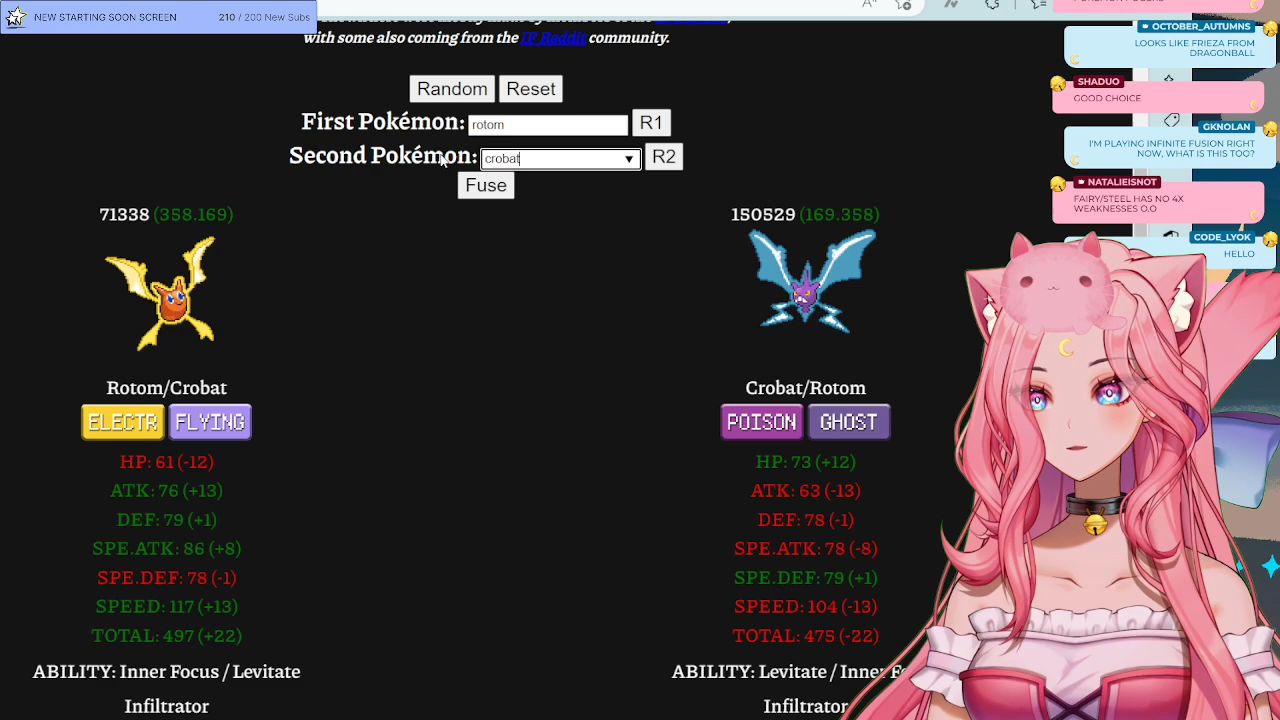 NEW STARTING SOON SCREEN 210 / 200 New Subs
with some also coming from the IF Reddit community.
Random Reset
First Pokémon: rotom R1
Second Pokémon: crobat R2
Fuse
71338 (358.169)
Rotom/Crobat
ELECTR FLYING
HP: 61 (-12)
ATK: 76 (+13)
DEF: 79 (+1)
SPE.ATK: 86 (+8)
SPE.DEF: 78 (-1)
SPEED: 117 (+13)
TOTAL: 497 (+22)
ABILITY: Inner Focus / Levitate
Infiltrator
150529 (169.358)
Crobat/Rotom
POISON GHOST
HP: 73 (+12)
ATK: 63 (-13)
DEF: 78 (-1)
SPE.ATK: 78 (-8)
SPE.DEF: 79 (+1)
SPEED: 104 (-13)
TOTAL: 475 (-22)
ABILITY: Levitate / Inner Fo
Infiltrator
OCTOBER_AUTUMNS
LOOKS LIKE FRIEZA FROM
DRAGONBALL
SHADUO
GOOD CHOICE
GKNOLAN
I'M PLAYING INFINITE FUSION RIGHT
NOW, WHAT IS THIS TOO?
NATALIEISNOT
FAIRY/STEEL HAS NO 4X
WEAKNESSES O.O
CODE_LYOK
HELLO